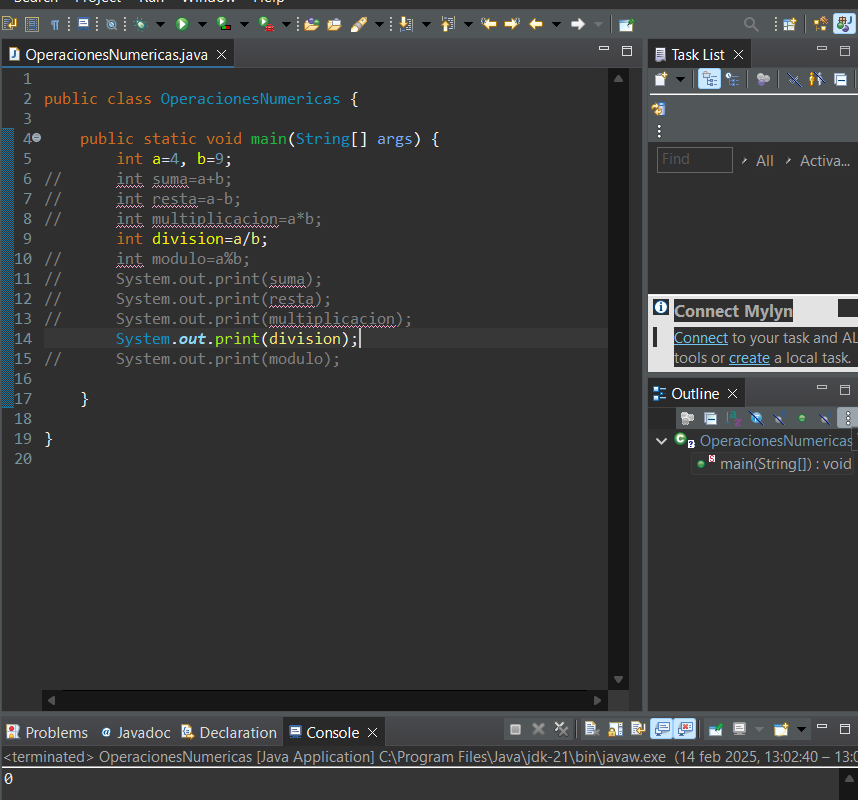 Search Project Run Window Help
OperacionesNumericas.java
1
2 public class OperacionesNumericas {
3
4 public static void main(String[] args) {
5 int a=4, b=9;
6 // int suma=a+b;
7 // int resta=a-b;
8 // int multiplicacion=a*b;
9 int division=a/b;
10 // int modulo=a%b;
11 // System.out.print(suma);
12 // System.out.print(resta);
13 // System.out.print(multiplicacion);
14 System.out.print(division);
15 // System.out.print(modulo);
16
17 }
18
19 }
20
Task List
Find All Activa...
Connect Mylyn
Connect to your task and AL
tools or create a local task.
Outline
OperacionesNumericas
main(String[]) : void
Problems Javadoc Declaration Console
<terminated> OperacionesNumericas [Java Application] C:\Program Files\Java\jdk-21\bin\javaw.exe (14 feb 2025, 13:02:40 – 13:0
0